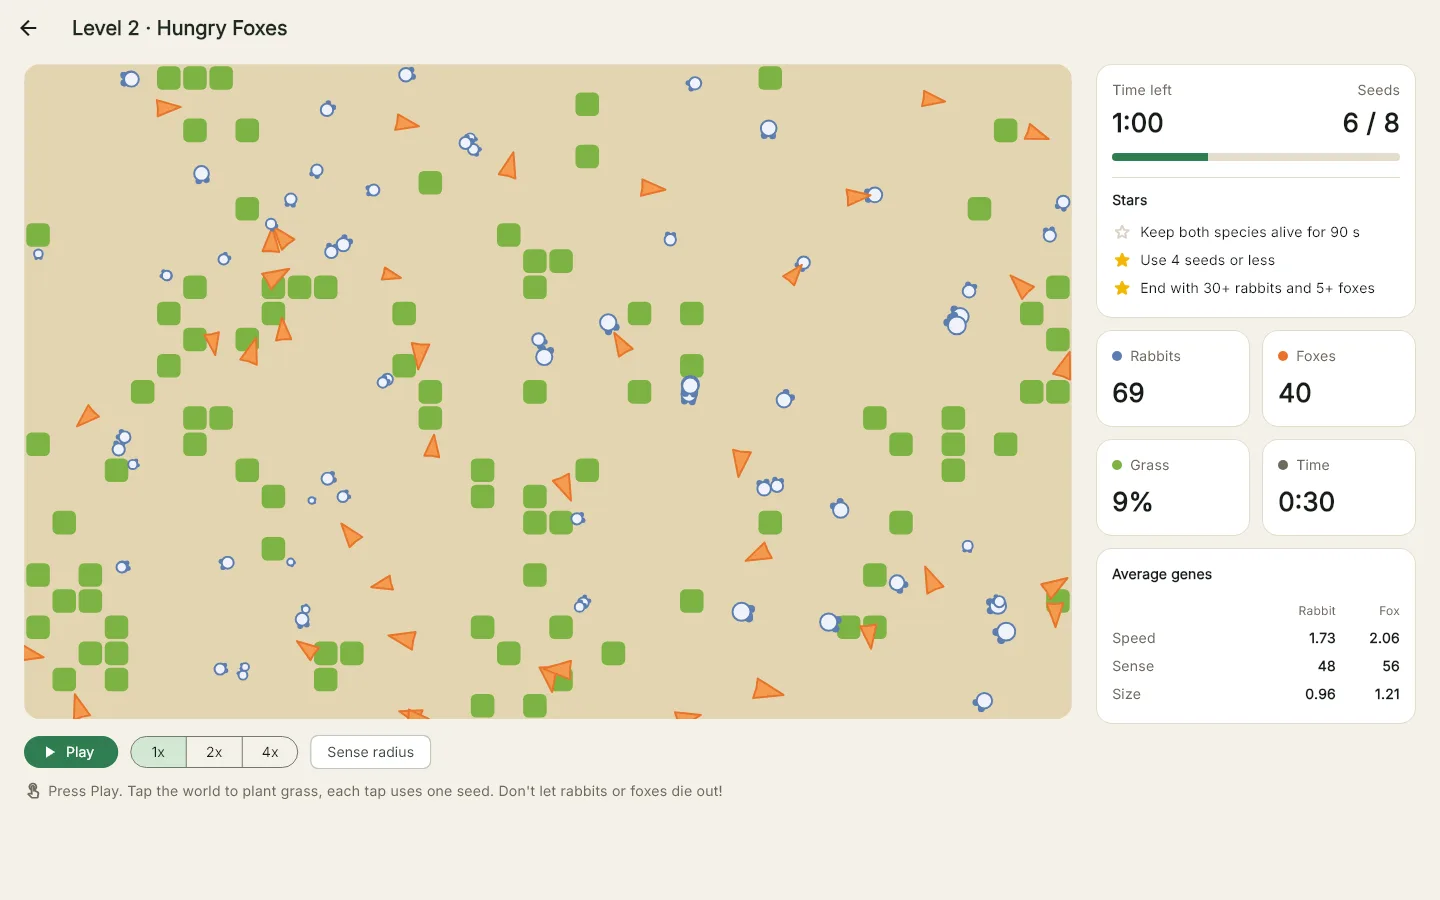 Level 2 · Hungry Foxes
Time left
Seeds
1:00
6 / 8
Stars
Keep both species alive for 90 s
Use 4 seeds or less
End with 30+ rabbits and 5+ foxes
Rabbits
69
Foxes
40
Grass
9%
Time
0:30
Average genes
Rabbit Fox
Speed 1.73 2.06
Sense 48 56
Size 0.96 1.21
Play
1x
2x
4x
Sense radius
Press Play. Tap the world to plant grass, each tap uses one seed. Don't let rabbits or foxes die out!